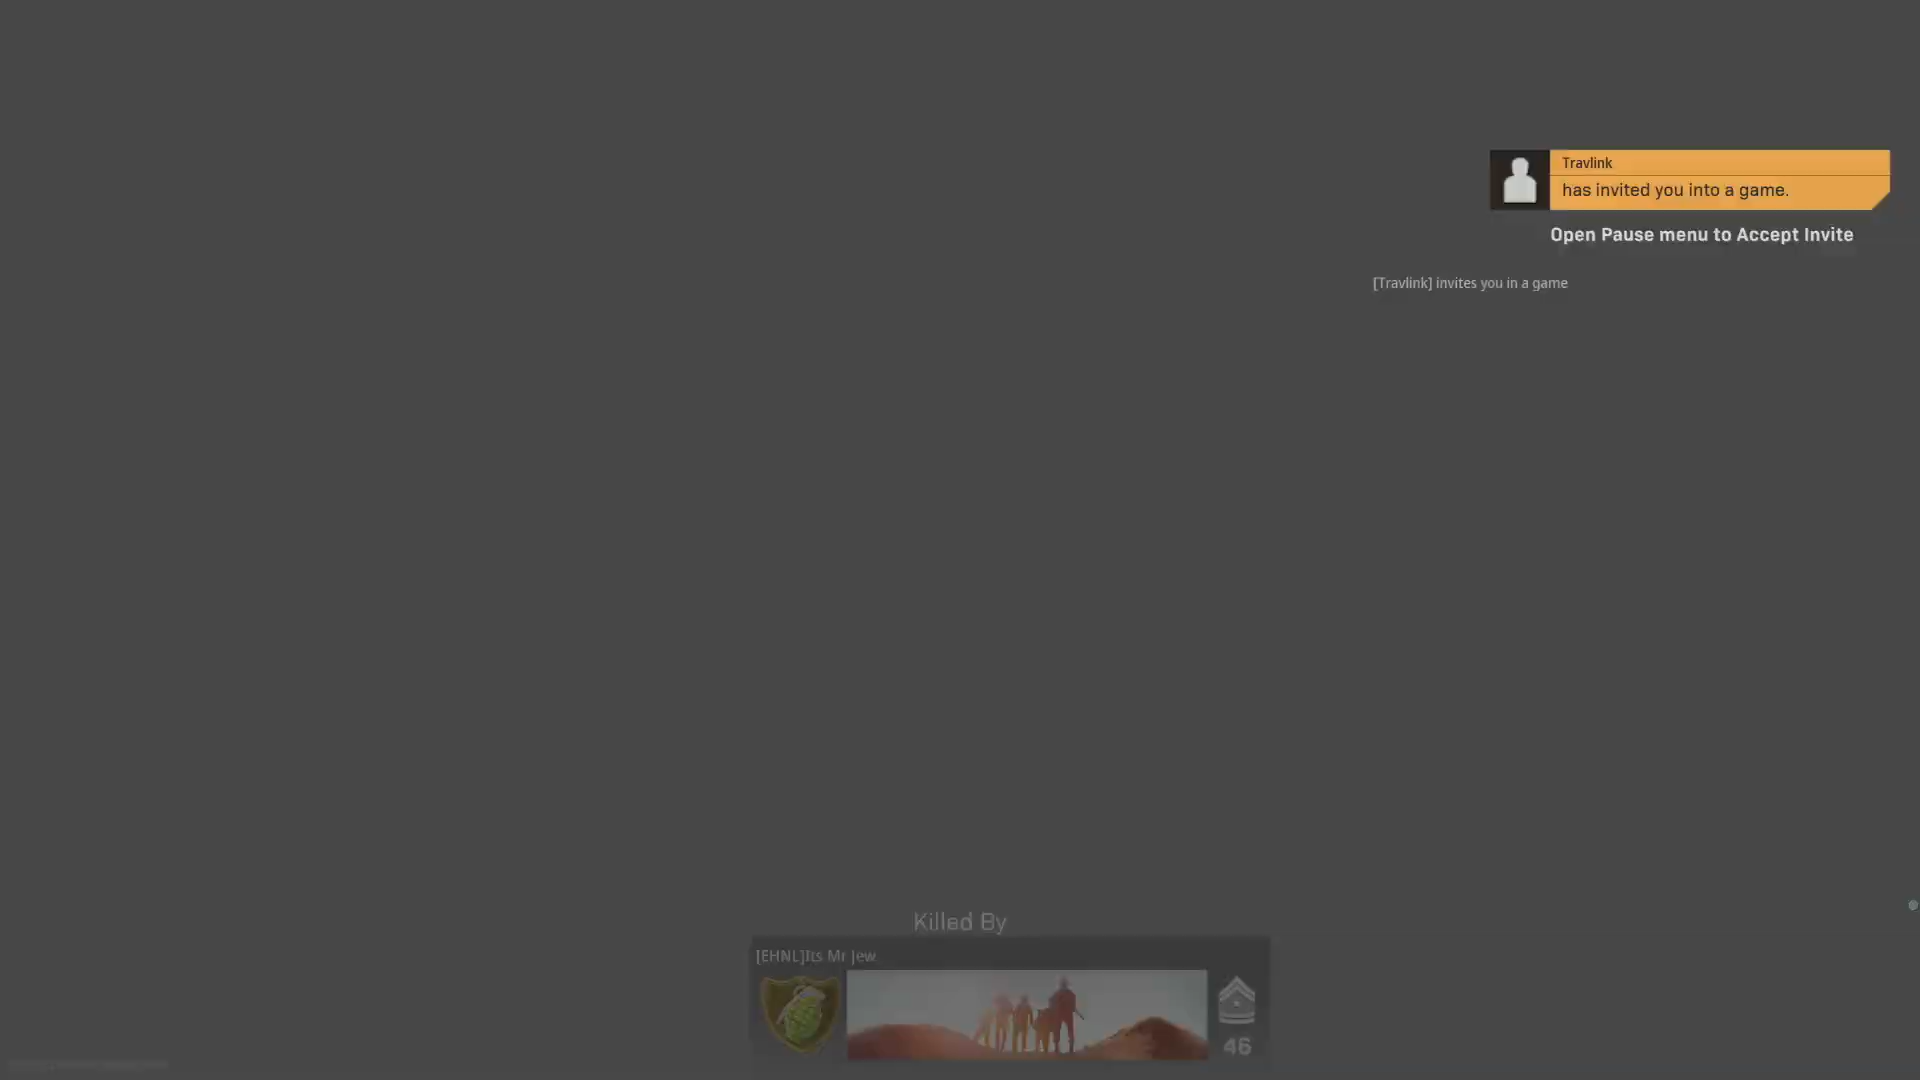 Travlink
has invited you into a game.
Open Pause menu to Accept Invite
[Travlink] invites you in a game
Killed By
[EHNL]Its Mr Jew
46